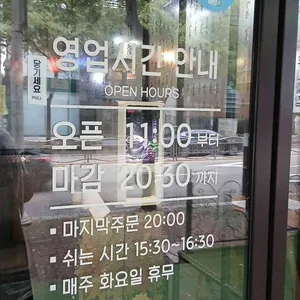 당기세요
PULL
영업시간 안내
OPEN HOURS
오픈 11:00 부터
마감 20:30 까지
▪ 마지막주문 20:00
▪ 쉬는 시간 15:30~16:30
▪ 매주 화요일 휴무